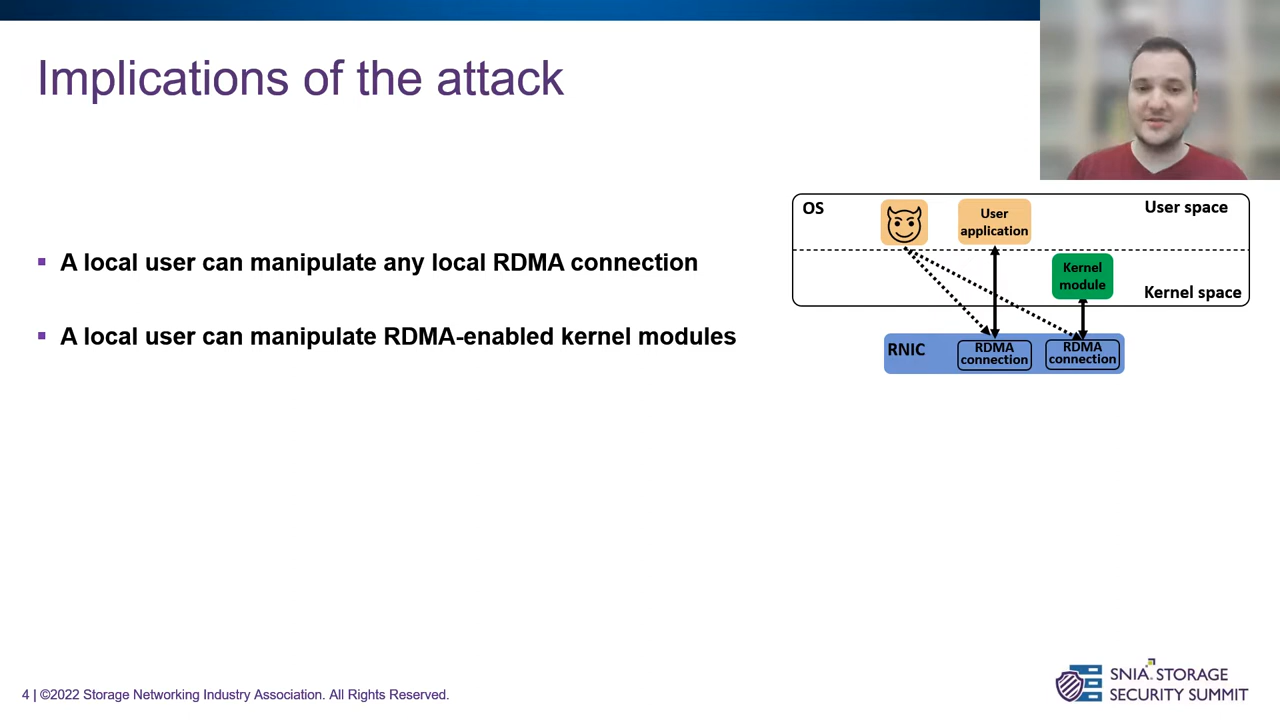 Implications of the attack
▪ A local user can manipulate any local RDMA connection
▪ A local user can manipulate RDMA-enabled kernel modules
OS
User
application
User space
Kernel
module
Kernel space
RNIC
RDMA
connection
RDMA
connection
4 | ©2022 Storage Networking Industry Association. All Rights Reserved.
SNIA. STORAGE
SECURITY SUMMIT